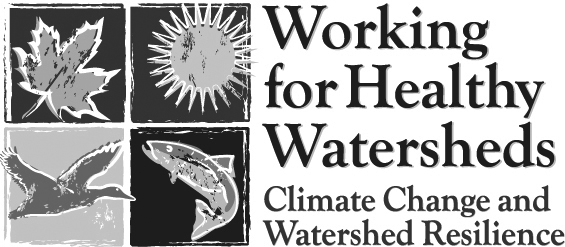 Working
for Healthy
Watersheds
Climate Change and
Watershed Resilience